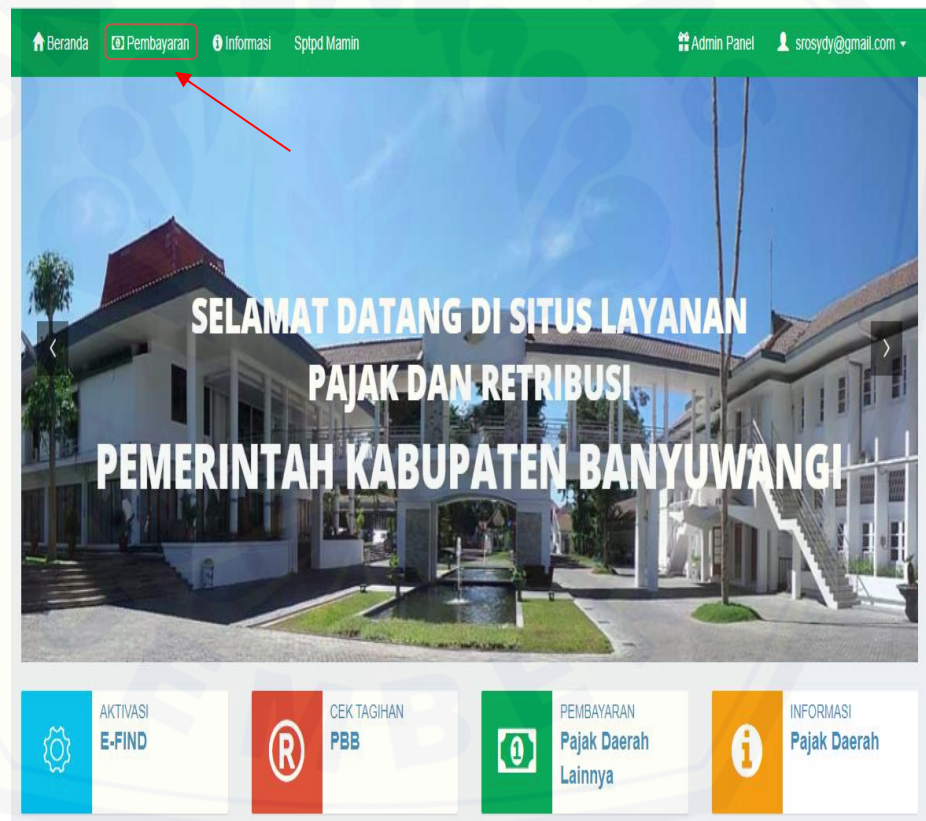 Beranda Pembayaran Informasi Sptpd Mamin Admin Panel srosydy@gmail.com
SELAMAT DATANG DI SITUS LAYANAN
PAJAK DAN RETRIBUSI
PEMERINTAH KABUPATEN BANYUWANGI
AKTIVASI
E-FIND
CEK TAGIHAN
PBB
PEMBAYARAN
Pajak Daerah
Lainnya
INFORMASI
Pajak Daerah